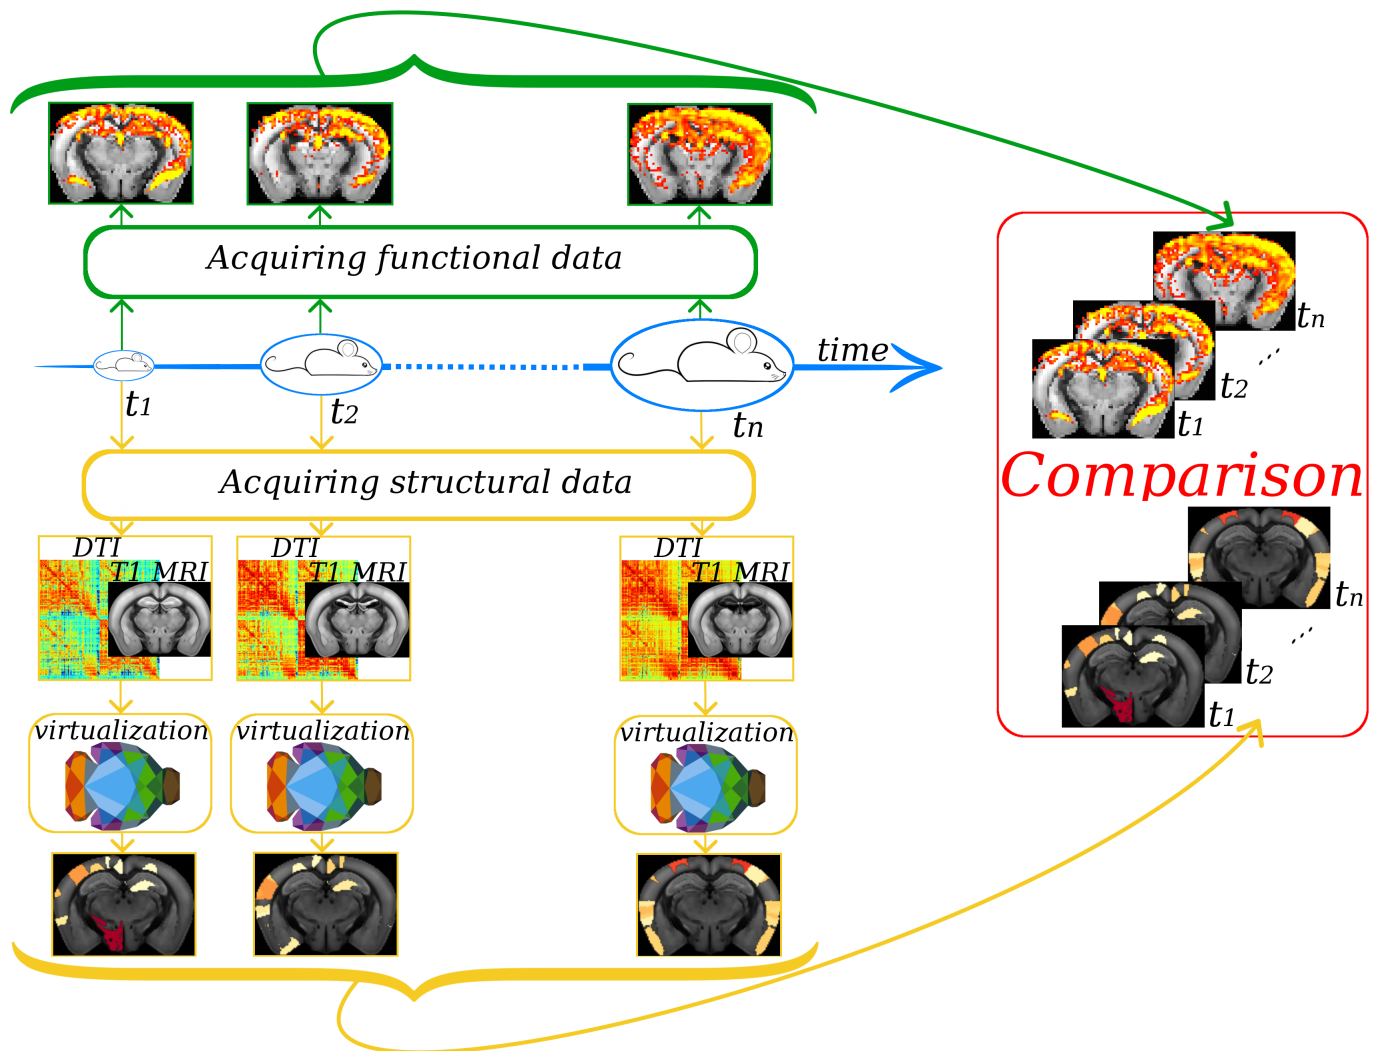 Acquiring functional data
time
t1
t2
tn
Acquiring structural data
DTI
T1 MRI
DTI
T1 MRI
DTI
T1 MRI
virtualization
virtualization
virtualization
tn
t2
t1
Comparison
tn
t2
t1